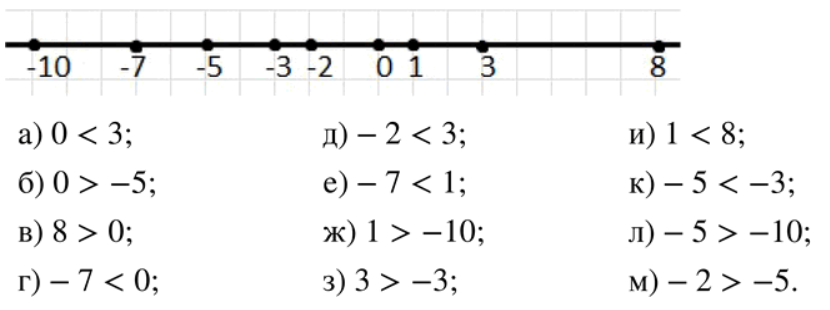 -10 -7 -5 -3 -2 0 1 3 8
а) 0 < 3; д) − 2 < 3; и) 1 < 8;
б) 0 > −5; е) − 7 < 1; к) − 5 < −3;
в) 8 > 0; ж) 1 > −10; л) − 5 > −10;
г) − 7 < 0; з) 3 > −3; м) − 2 > −5.